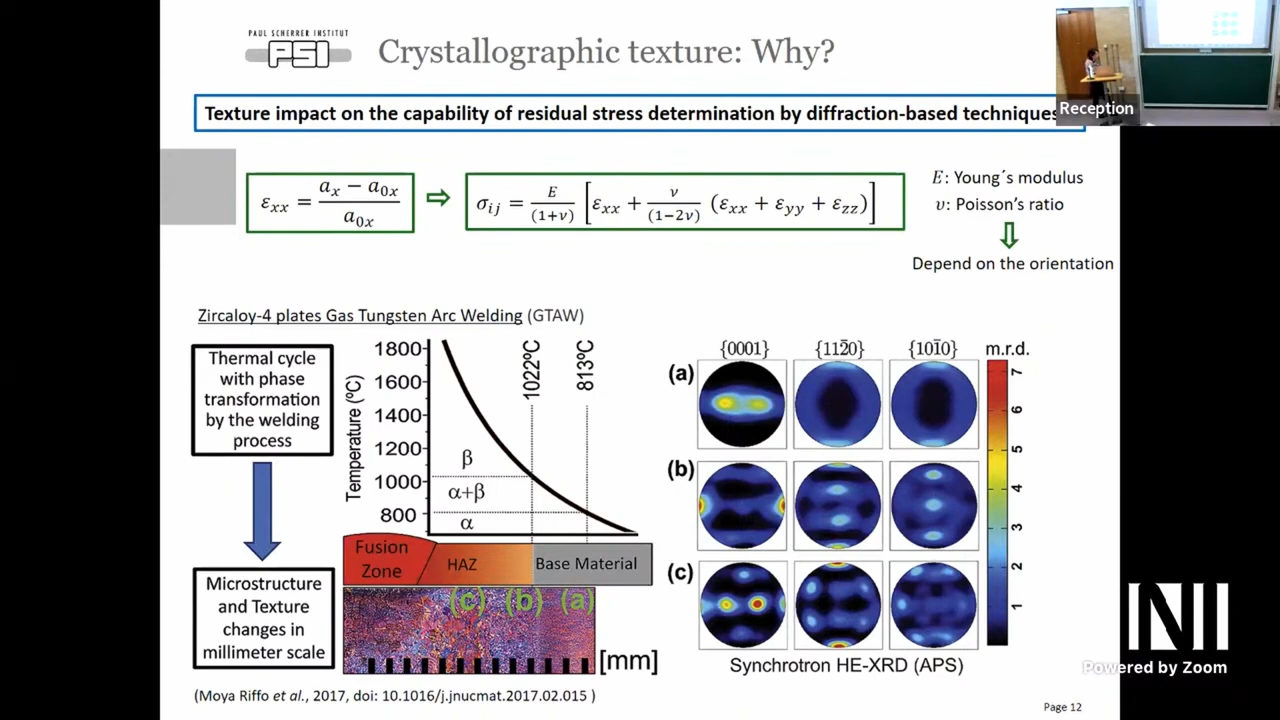 PAUL SCHERRER INSTITUT
PSI
Crystallographic texture: Why?
Reception
Texture impact on the capability of residual stress determination by diffraction-based techniques
εxx = (ax − a0x) / a0x
σij = E/(1+ν) [εxx + ν/(1−2ν) (εxx + εyy + εzz)]
E: Young´s modulus
υ: Poisson's ratio
Depend on the orientation
Zircaloy-4 plates Gas Tungsten Arc Welding (GTAW)
Thermal cycle
with phase
transformation
by the welding
process
Microstructure
and Texture
changes in
millimeter scale
Temperature (ºC)
1800
1600
1400
1200
1000
800
1022ºC
813ºC
β
α+β
α
Fusion
Zone
HAZ
Base Material
(c) (b) (a)
[mm]
{0001} {112̄0} {101̄0} m.r.d.
(a)
(b)
(c)
7
6
5
4
3
2
1
Synchrotron HE-XRD (APS)
(Moya Riffo et al., 2017, doi: 10.1016/j.jnucmat.2017.02.015 )
Page 12
NI
Powered by Zoom